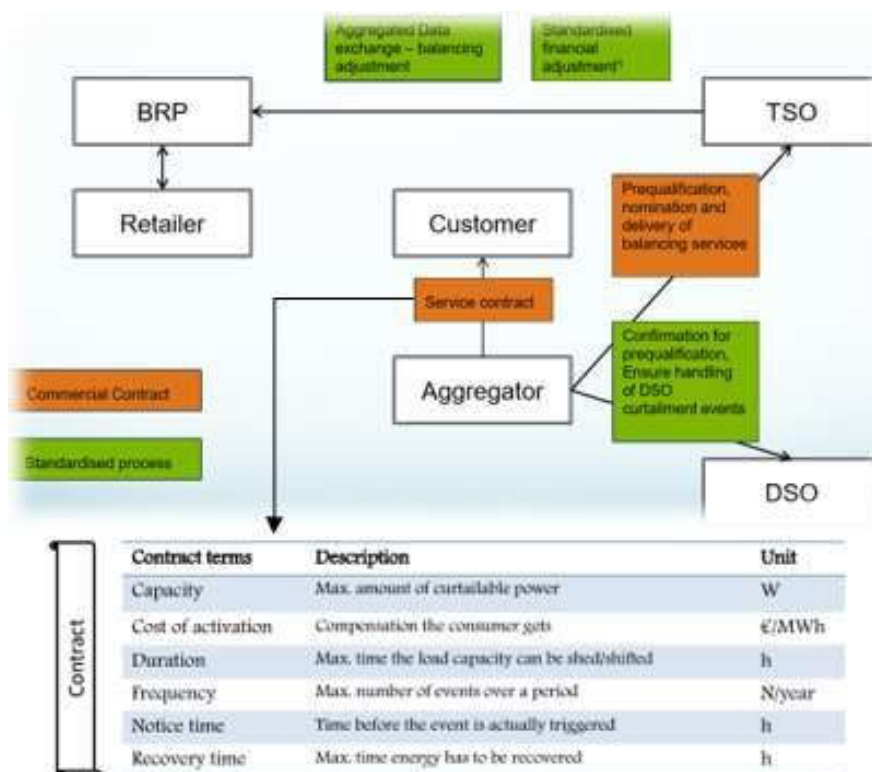 Aggregated Data
exchange – balancing
adjustment
Standardised
financial
adjustment¹
BRP
TSO
Retailer
Customer
Prequalification,
nomination and
delivery of
balancing services
Service contract
Confirmation for
prequalification,
Ensure handling
of DSO
curtailment events
Aggregator
Commercial Contract
Standardised process
DSO
Contract
Contract terms Description Unit
Capacity Max. amount of curtailable power W
Cost of activation Compensation the consumer gets €/MWh
Duration Max. time the load capacity can be shed/shifted h
Frequency Max. number of events over a period N/year
Notice time Time before the event is actually triggered h
Recovery time Max. time energy has to be recovered h